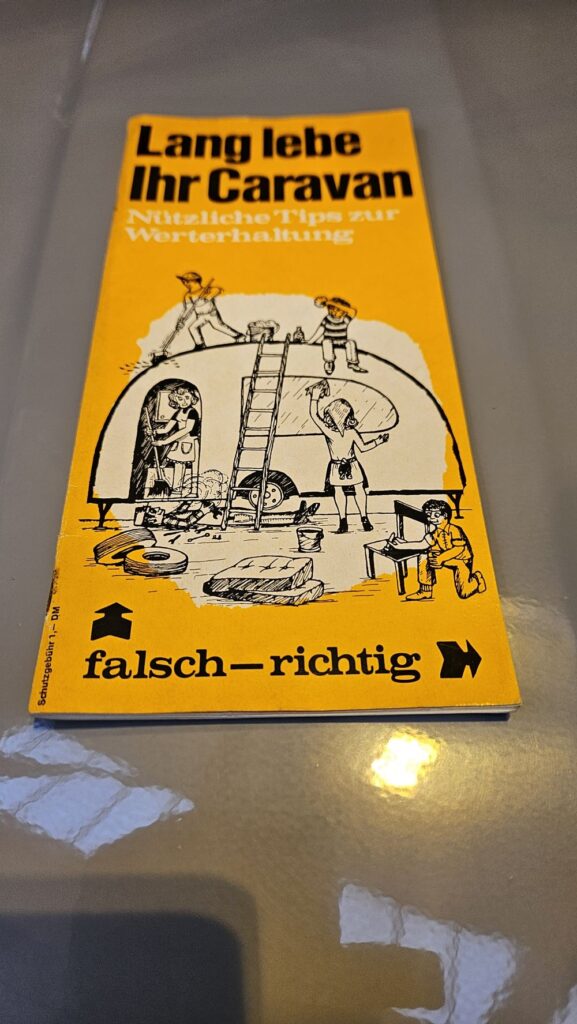 Lang lebe
Ihr Caravan
Nützliche Tips zur
Werterhaltung
falsch–richtig
Schutzgebühr 1,– DM